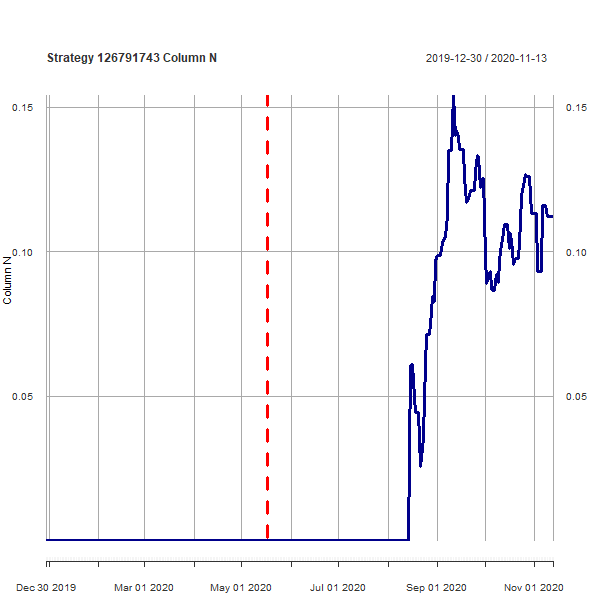 Strategy 126791743 Column N
2019-12-30 / 2020-11-13
0.15
0.15
0.10
0.10
Column N
0.05
0.05
Dec 30 2019
Mar 01 2020
May 01 2020
Jul 01 2020
Sep 01 2020
Nov 01 2020